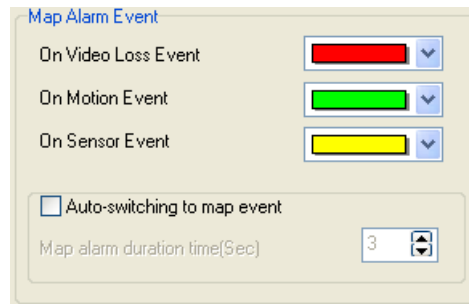 Map Alarm Event
On Video Loss Event
On Motion Event
On Sensor Event
Auto-switching to map event
Map alarm duration time(Sec) 3